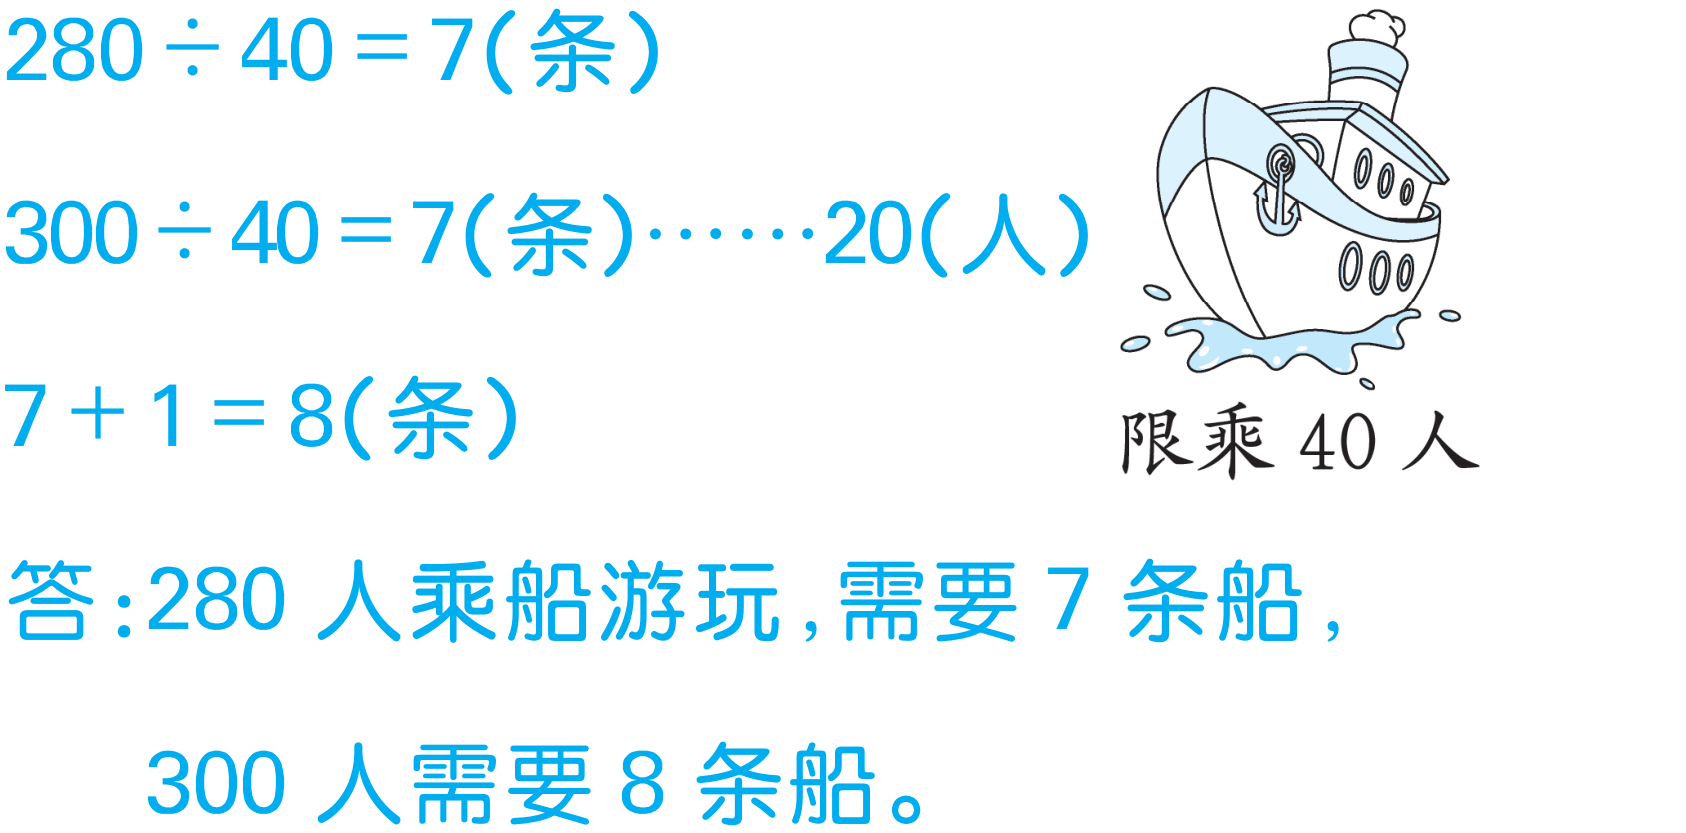 280÷40=7(条)
300÷40=7(条)……20(人)
7+1=8(条)
限乘 40 人
答:280 人乘船游玩,需要 7 条船,
300 人需要 8 条船。